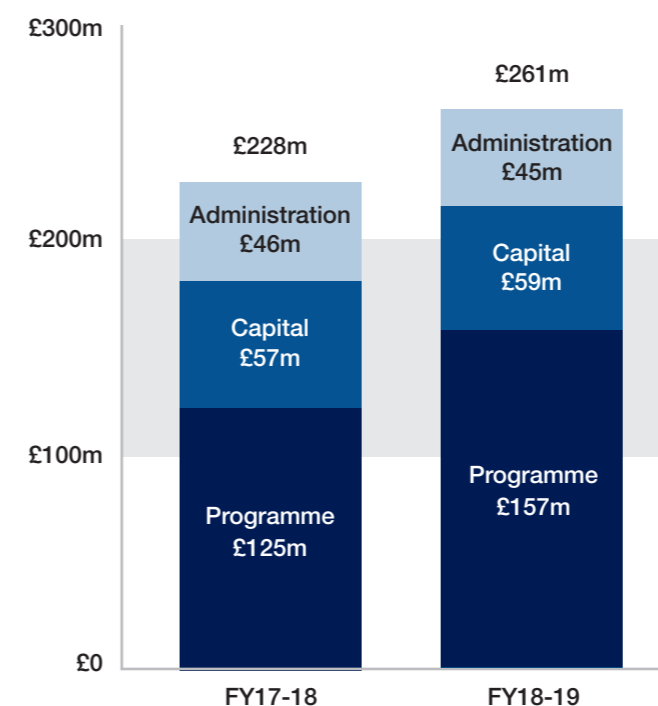 £300m
£200m
£100m
£0
£228m
Administration
£46m
Capital
£57m
Programme
£125m
FY17-18
£261m
Administration
£45m
Capital
£59m
Programme
£157m
FY18-19